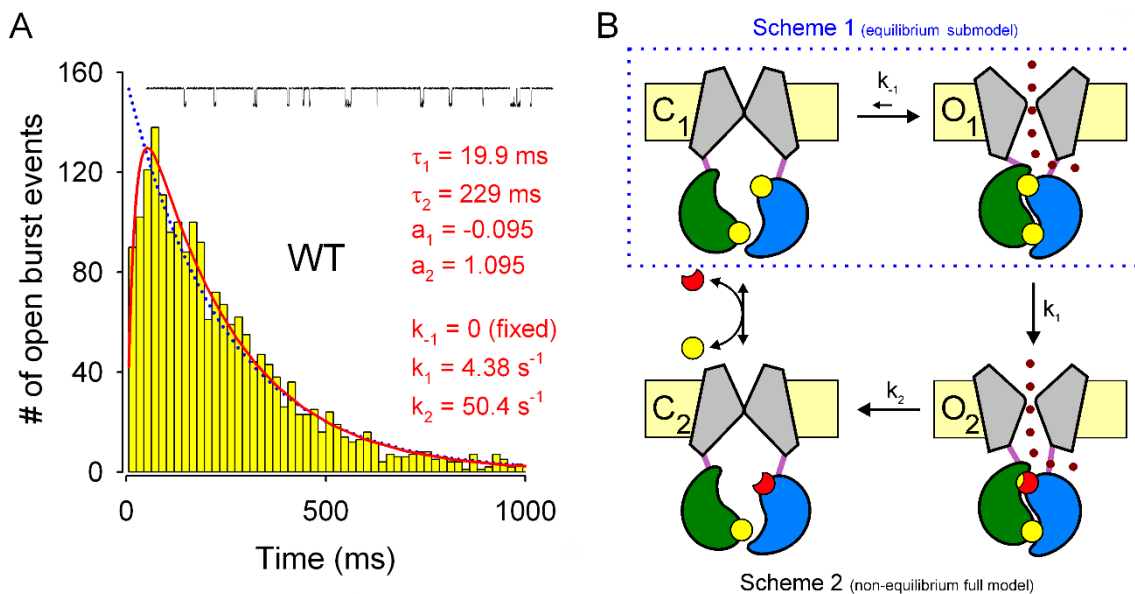 A
160
120
80
40
0
# of open burst events
τ₁ = 19.9 ms
τ₂ = 229 ms
a₁ = -0.095
a₂ = 1.095
WT
k₋₁ = 0 (fixed)
k₁ = 4.38 s⁻¹
k₂ = 50.4 s⁻¹
0 500 1000
Time (ms)
B
Scheme 1 (equilibrium submodel)
C₁
k₋₁
O₁
k₁
C₂
k₂
O₂
Scheme 2 (non-equilibrium full model)